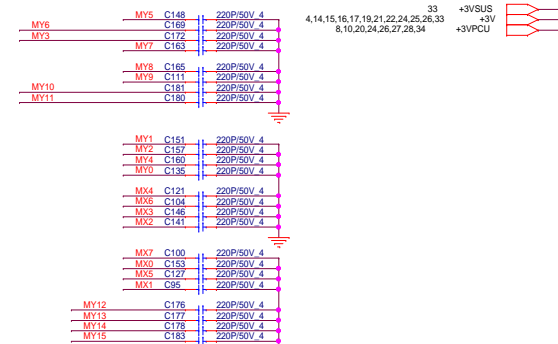 MY5 C148 220P/50V_4
MY6 C169 220P/50V_4
MY3 C172 220P/50V_4
MY7 C163 220P/50V_4
MY8 C165 220P/50V_4
MY9 C111 220P/50V_4
MY10 C181 220P/50V_4
MY11 C180 220P/50V_4
33 +3VSUS
4,14,15,16,17,19,21,22,24,25,26,33 +3V
8,10,20,24,26,27,28,34 +3VPCU
MY1 C151 220P/50V_4
MY2 C157 220P/50V_4
MY4 C160 220P/50V_4
MY0 C135 220P/50V_4
MX4 C121 220P/50V_4
MX6 C104 220P/50V_4
MX3 C146 220P/50V_4
MX2 C141 220P/50V_4
MX7 C100 220P/50V_4
MX0 C153 220P/50V_4
MX5 C127 220P/50V_4
MX1 C95 220P/50V_4
MY12 C176 220P/50V_4
MY13 C177 220P/50V_4
MY14 C178 220P/50V_4
MY15 C183 220P/50V_4